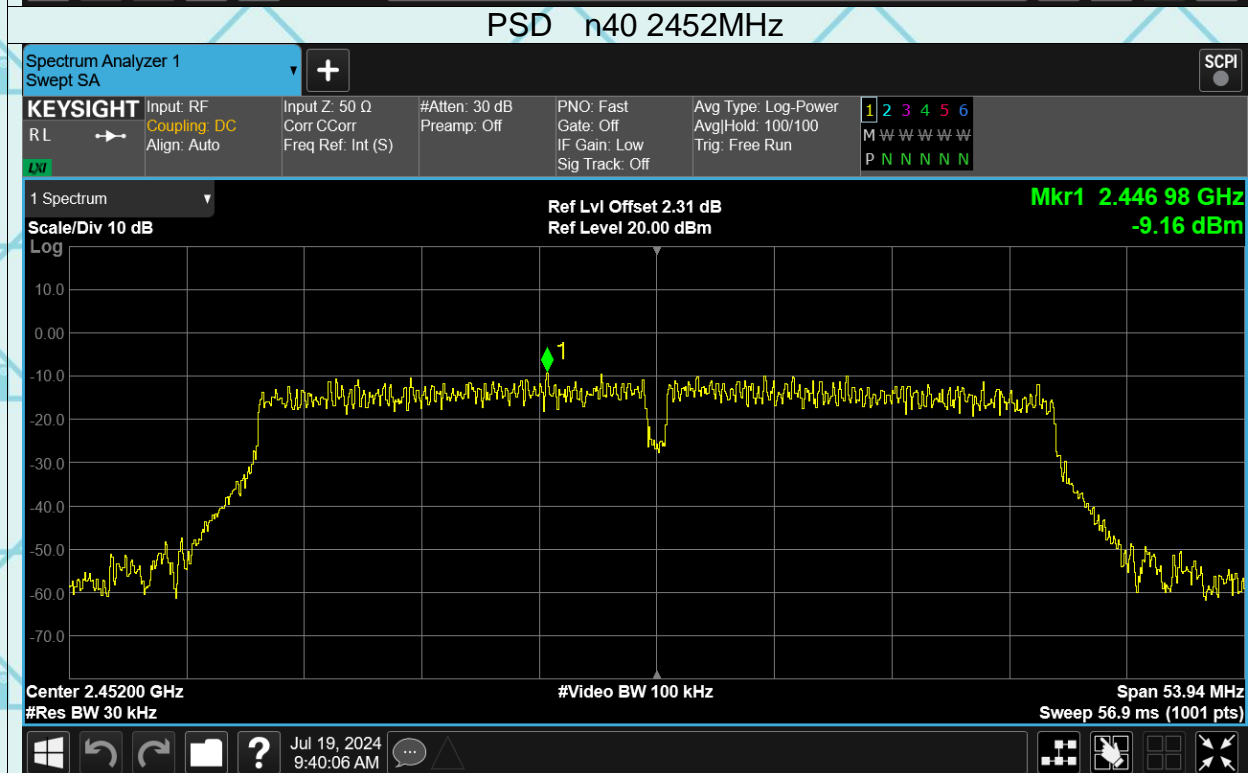 PSD n40 2452MHz
Spectrum Analyzer 1
Swept SA
▼
+
SCPI
KEYSIGHT
R L
LXI
Input: RF
Coupling: DC
Align: Auto
Input Z: 50 Ω
Corr CCorr
Freq Ref: Int (S)
#Atten: 30 dB
Preamp: Off
PNO: Fast
Gate: Off
IF Gain: Low
Sig Track: Off
Avg Type: Log-Power
Avg|Hold: 100/100
Trig: Free Run
1 2 3 4 5 6
M W W W W W
P N N N N N
1 Spectrum ▼
Scale/Div 10 dB
Ref Lvl Offset 2.31 dB
Ref Level 20.00 dBm
Mkr1 2.446 98 GHz
-9.16 dBm
Log
10.0
0.00
-10.0
-20.0
-30.0
-40.0
-50.0
-60.0
-70.0
1
Center 2.45200 GHz
#Res BW 30 kHz
#Video BW 100 kHz
Span 53.94 MHz
Sweep 56.9 ms (1001 pts)
?
Jul 19, 2024
9:40:06 AM